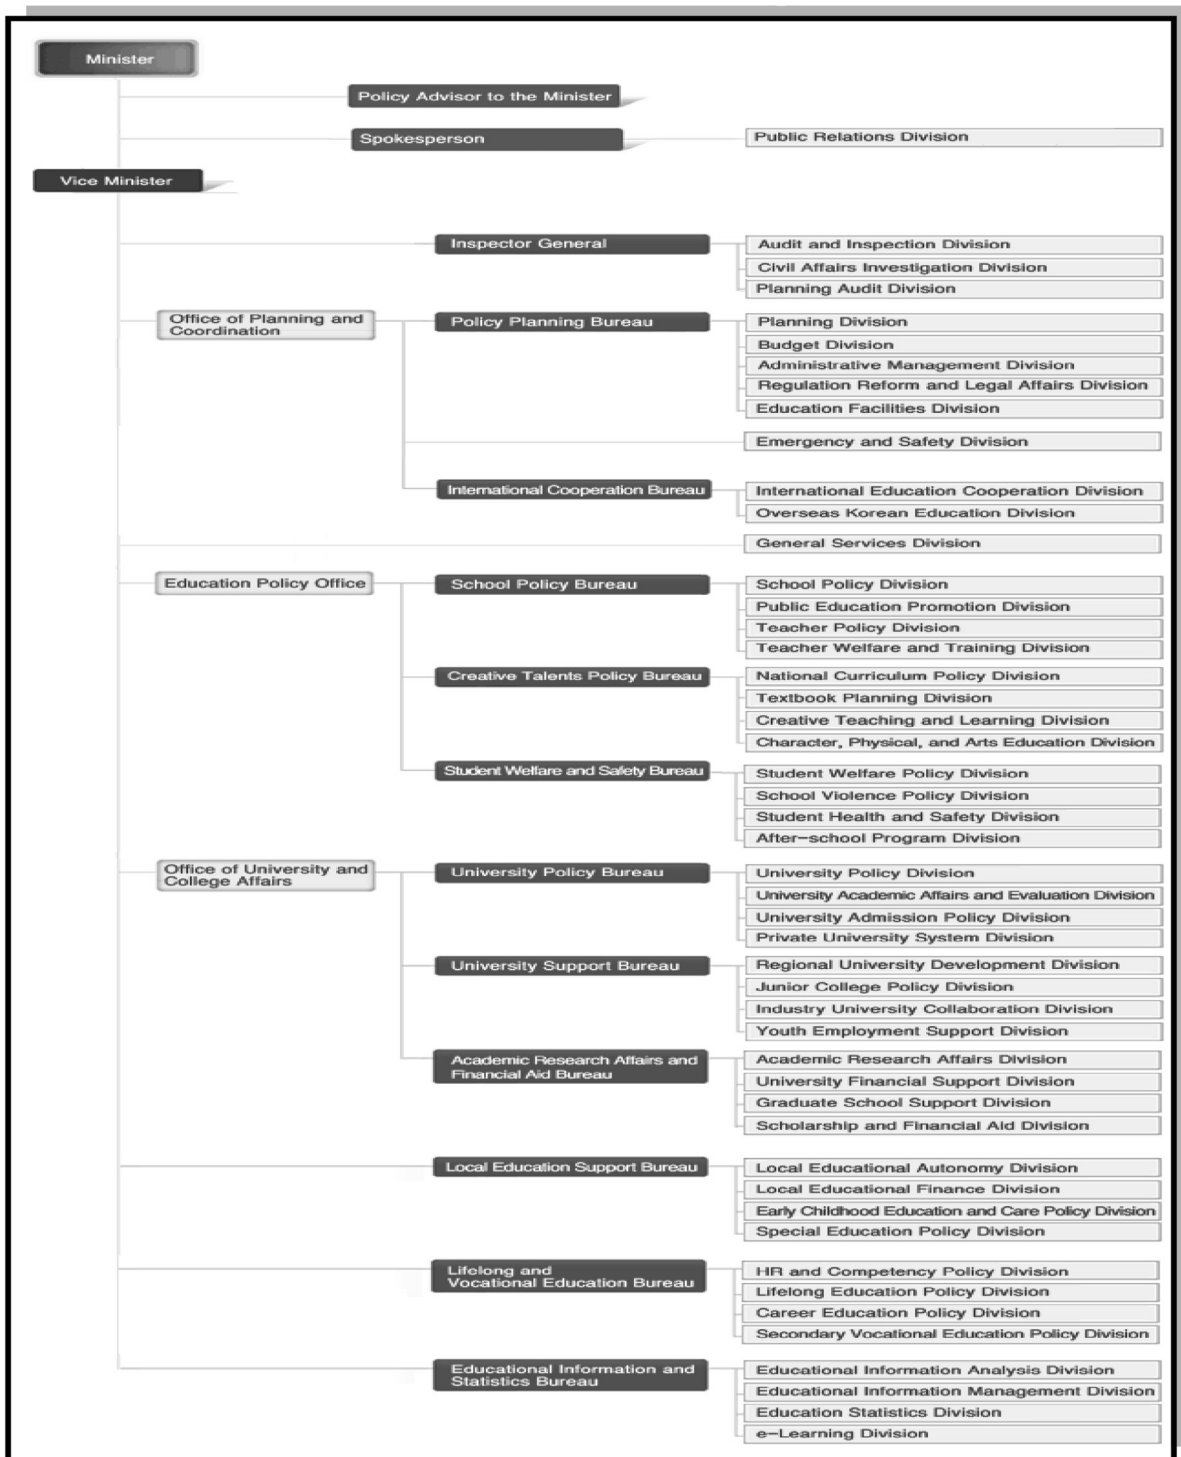 Minister
Policy Advisor to the Minister
Spokesperson
Public Relations Division
Vice Minister
Inspector General
Audit and Inspection Division
Civil Affairs Investigation Division
Planning Audit Division
Office of Planning and
Coordination
Policy Planning Bureau
Planning Division
Budget Division
Administrative Management Division
Regulation Reform and Legal Affairs Division
Education Facilities Division
Emergency and Safety Division
International Cooperation Bureau
International Education Cooperation Division
Overseas Korean Education Division
General Services Division
Education Policy Office
School Policy Bureau
School Policy Division
Public Education Promotion Division
Teacher Policy Division
Teacher Welfare and Training Division
Creative Talents Policy Bureau
National Curriculum Policy Division
Textbook Planning Division
Creative Teaching and Learning Division
Character, Physical, and Arts Education Division
Student Welfare and Safety Bureau
Student Welfare Policy Division
School Violence Policy Division
Student Health and Safety Division
After-school Program Division
Office of University and
College Affairs
University Policy Bureau
University Policy Division
University Academic Affairs and Evaluation Division
University Admission Policy Division
Private University System Division
University Support Bureau
Regional University Development Division
Junior College Policy Division
Industry University Collaboration Division
Youth Employment Support Division
Academic Research Affairs and
Financial Aid Bureau
Academic Research Affairs Division
University Financial Support Division
Graduate School Support Division
Scholarship and Financial Aid Division
Local Education Support Bureau
Local Educational Autonomy Division
Local Educational Finance Division
Early Childhood Education and Care Policy Division
Special Education Policy Division
Lifelong and
Vocational Education Bureau
HR and Competency Policy Division
Lifelong Education Policy Division
Career Education Policy Division
Secondary Vocational Education Policy Division
Educational Information and
Statistics Bureau
Educational Information Analysis Division
Educational Information Management Division
Education Statistics Division
e-Learning Division